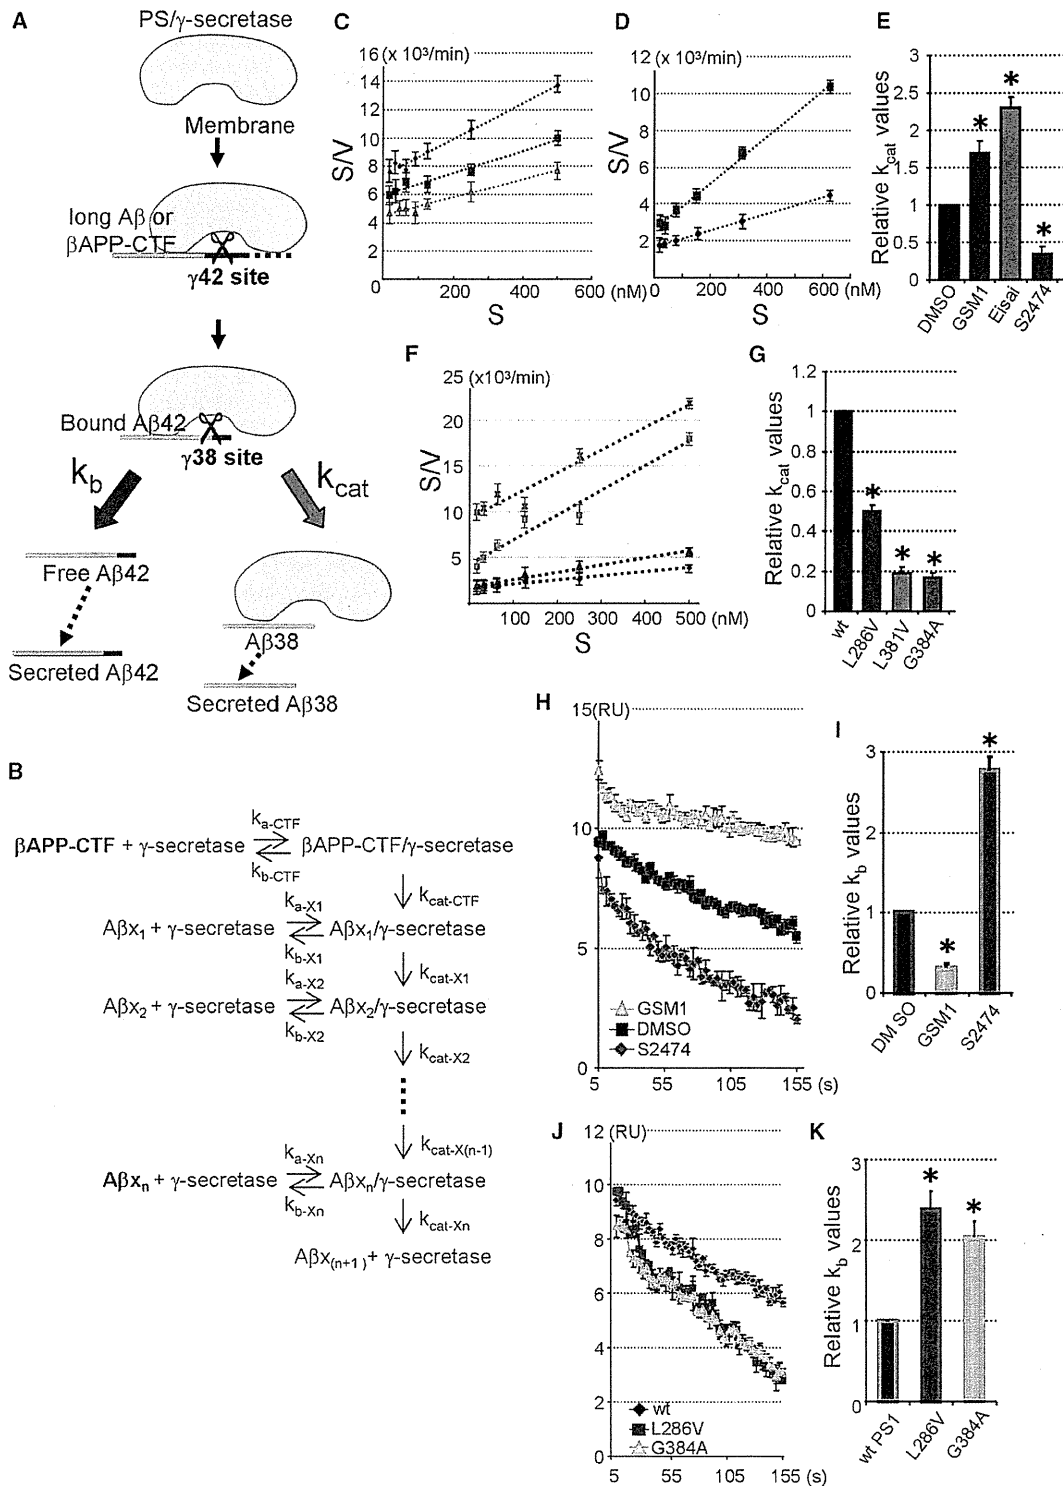 A
PS/γ-secretase
Membrane
long Aβ or
βAPP-CTF
γ42 site
Bound Aβ42
γ38 site
k_b
k_cat
Free Aβ42
Secreted Aβ42
Aβ38
Secreted Aβ38
B
βAPP-CTF + γ-secretase
k_a-CTF
k_b-CTF
βAPP-CTF/γ-secretase
k_cat-CTF
Aβx₁ + γ-secretase
k_a-X1
k_b-X1
Aβx₁/γ-secretase
k_cat-X1
Aβx₂ + γ-secretase
k_a-X2
k_b-X2
Aβx₂/γ-secretase
k_cat-X2
k_cat-X(n-1)
Aβxₙ + γ-secretase
k_a-Xn
k_b-Xn
Aβxₙ/γ-secretase
k_cat-Xn
Aβx₍ₙ₊₁₎ + γ-secretase
C
16 (x 10³/min)
14
12
10
8
6
4
2
S/V
0 200 400 600 (nM)
S
D
12 (x 10³/min)
10
8
6
4
2
S/V
0 200 400 600 (nM)
S
E
3
2.5
2
1.5
1
0.5
0
Relative k_cat values
* * *
DMSO
GSM1
Eisai
S2474
F
25 (x10³/min)
20
15
10
5
S/V
100 200 300 400 500 (nM)
S
G
1.2
1
0.8
0.6
0.4
0.2
0
Relative k_cat values
* * *
wt
L286V
L381V
G384A
H
15(RU)
10
5
0
GSM1
DMSO
S2474
5 55 105 155 (s)
I
3
2
1
0
Relative k_b values
* *
DM SO
GSM1
S2474
J
12 (RU)
10
8
6
4
2
0
wt
L286V
G384A
5 55 105 155 (s)
K
3
2
1
0
Relative k_b values
* *
wt PS1
L286V
G384A